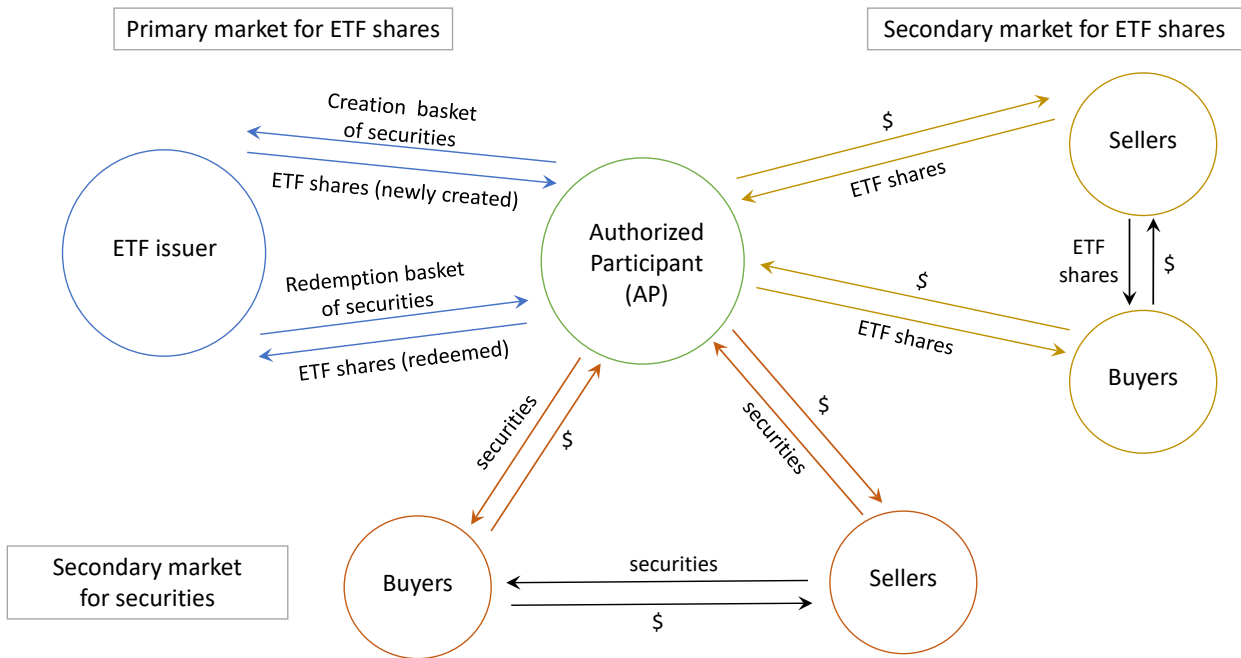 Primary market for ETF shares
Secondary market for ETF shares
Creation basket
of securities
ETF shares (newly created)
ETF issuer
Redemption basket
of securities
ETF shares (redeemed)
Authorized
Participant
(AP)
$
ETF shares
Sellers
ETF
shares
$
$
ETF shares
Buyers
securities
$
$
securities
Secondary market
for securities
Buyers
securities
$
Sellers